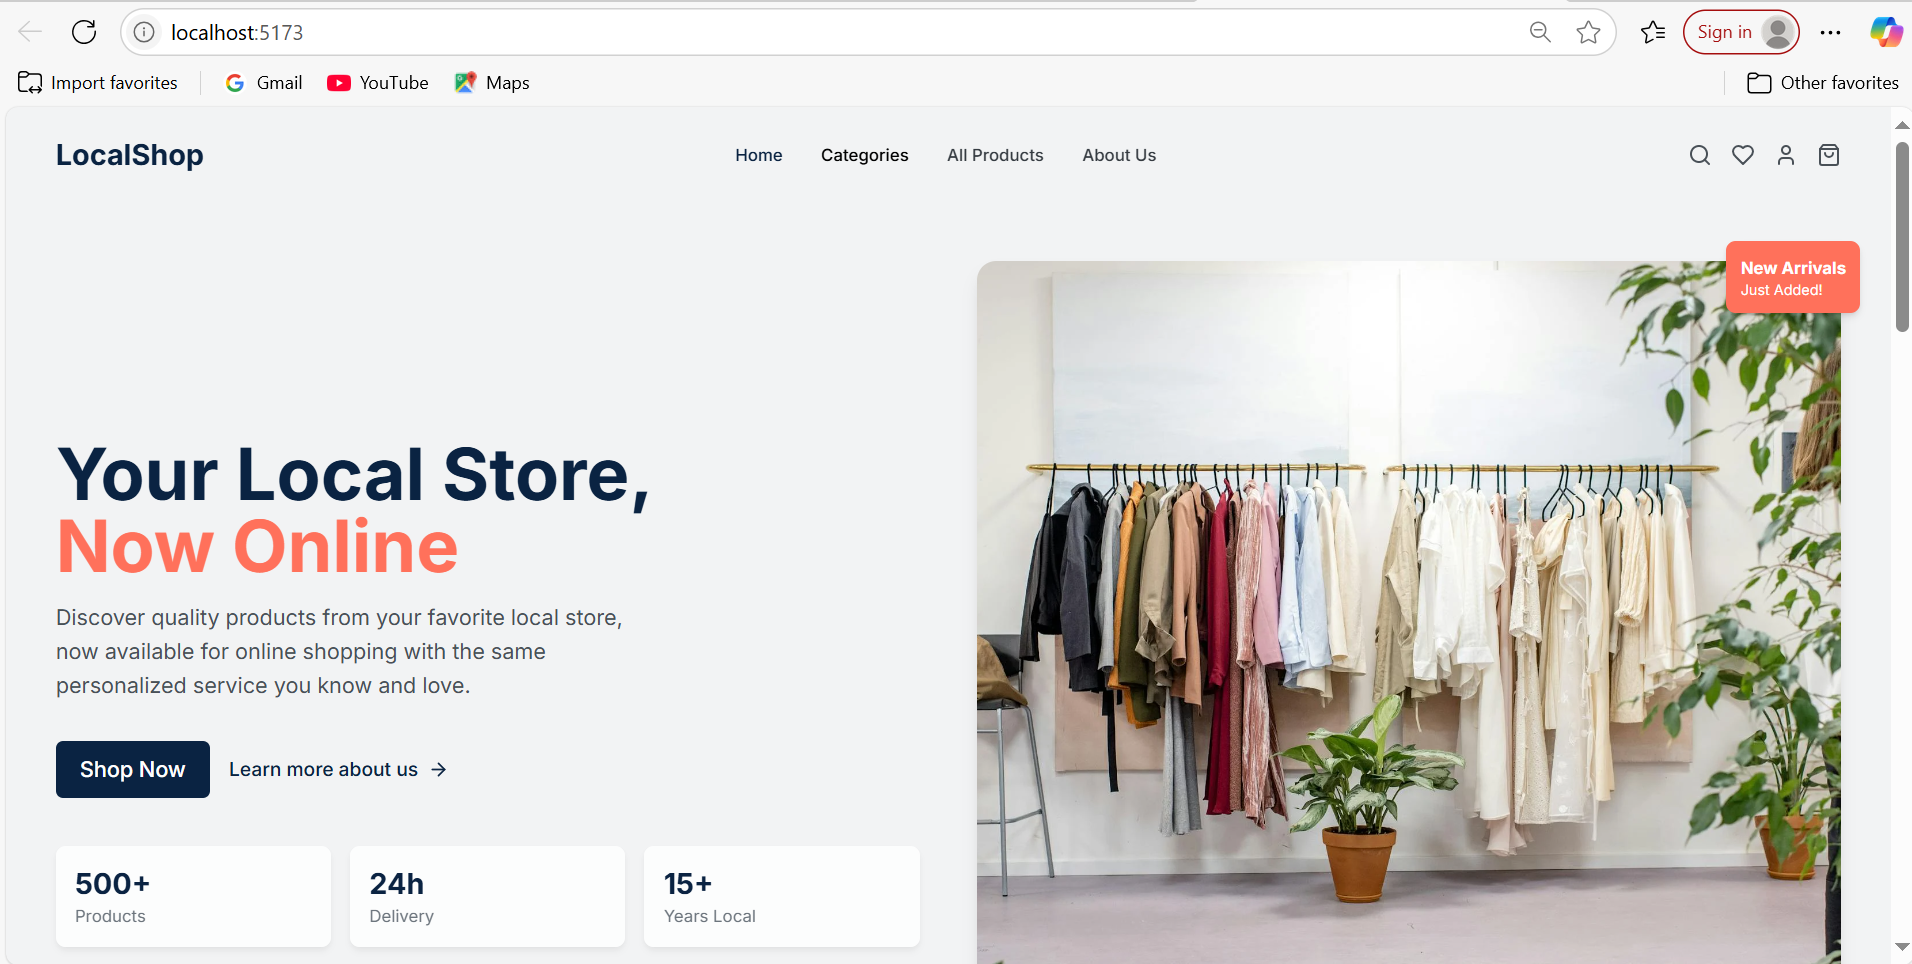 localhost:5173
Sign in
Import favorites
Gmail
YouTube
Maps
Other favorites
LocalShop
Home
Categories
All Products
About Us
New Arrivals
Just Added!
Your Local Store,
Now Online
Discover quality products from your favorite local store,
now available for online shopping with the same
personalized service you know and love.
Shop Now
Learn more about us →
500+
Products
24h
Delivery
15+
Years Local